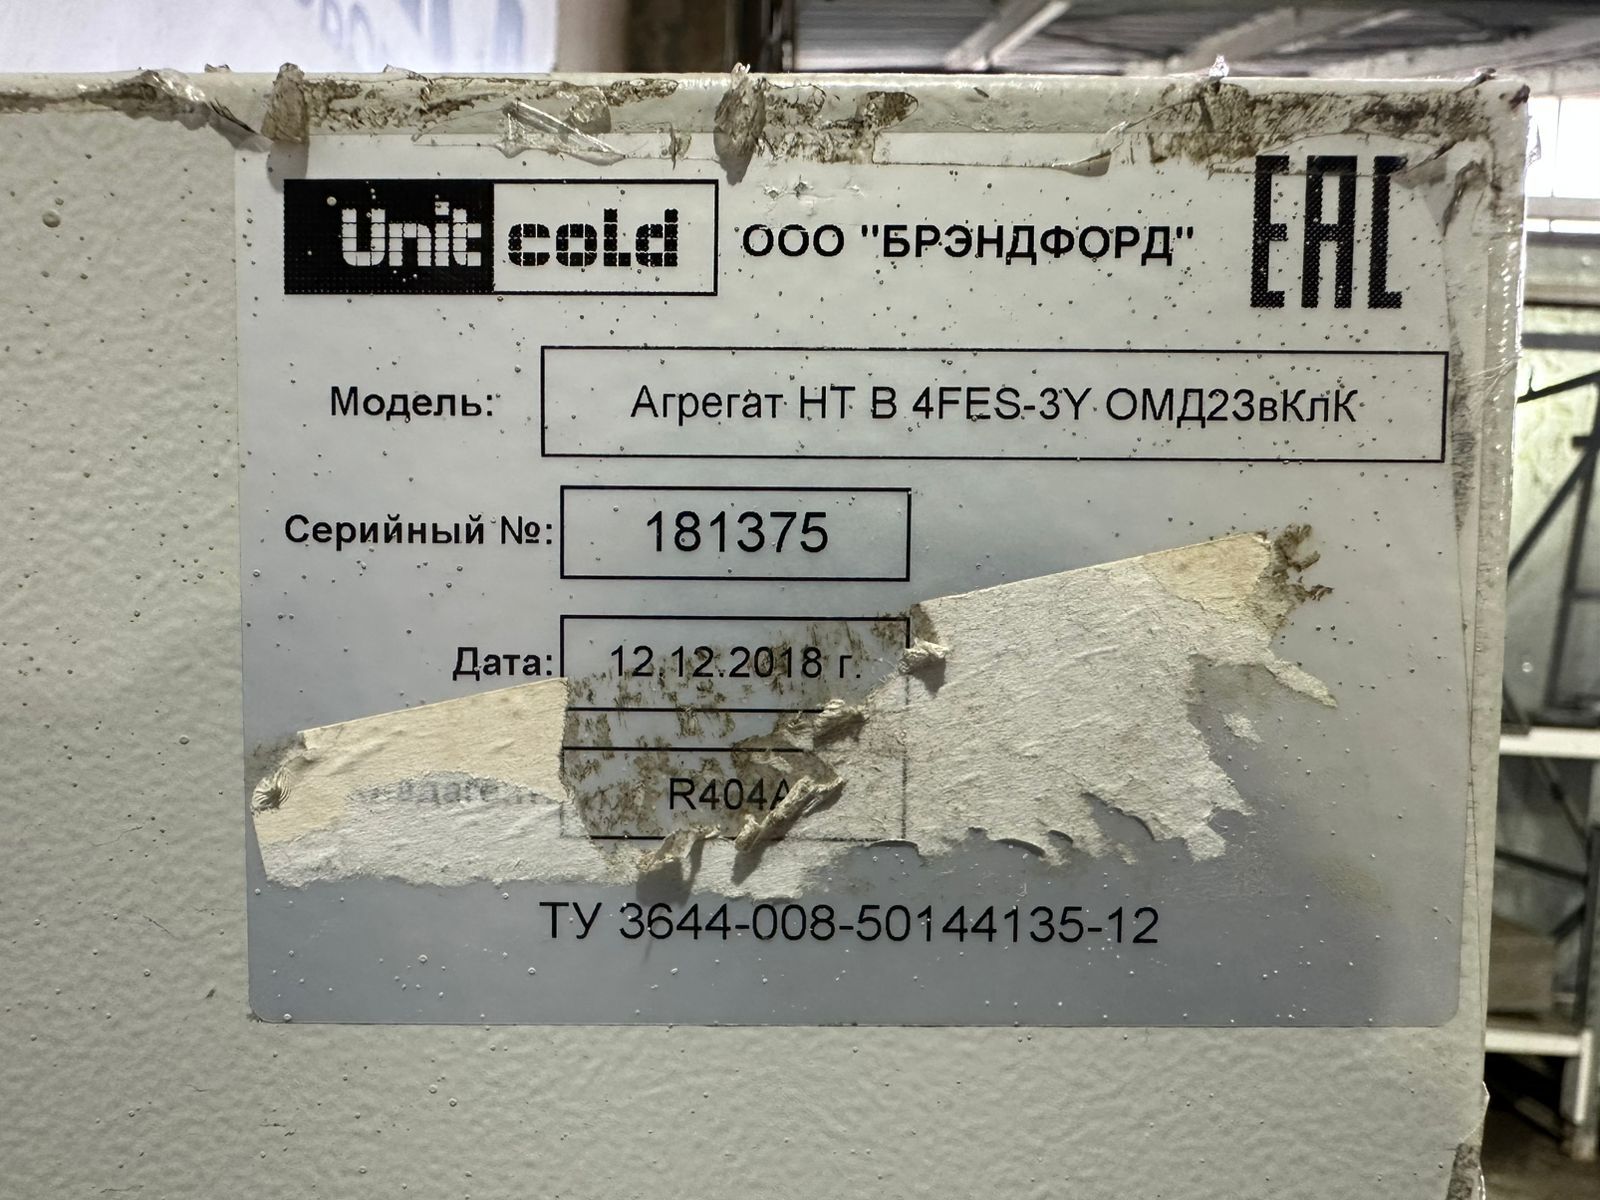 Unit cold ООО "БРЭНДФОРД" ЕАС
Модель: Агрегат НТ В 4FES-3Y ОМД23вКлК
Серийный №: 181375
Дата: 12.12.2018 г.
R404A
ТУ 3644-008-50144135-12